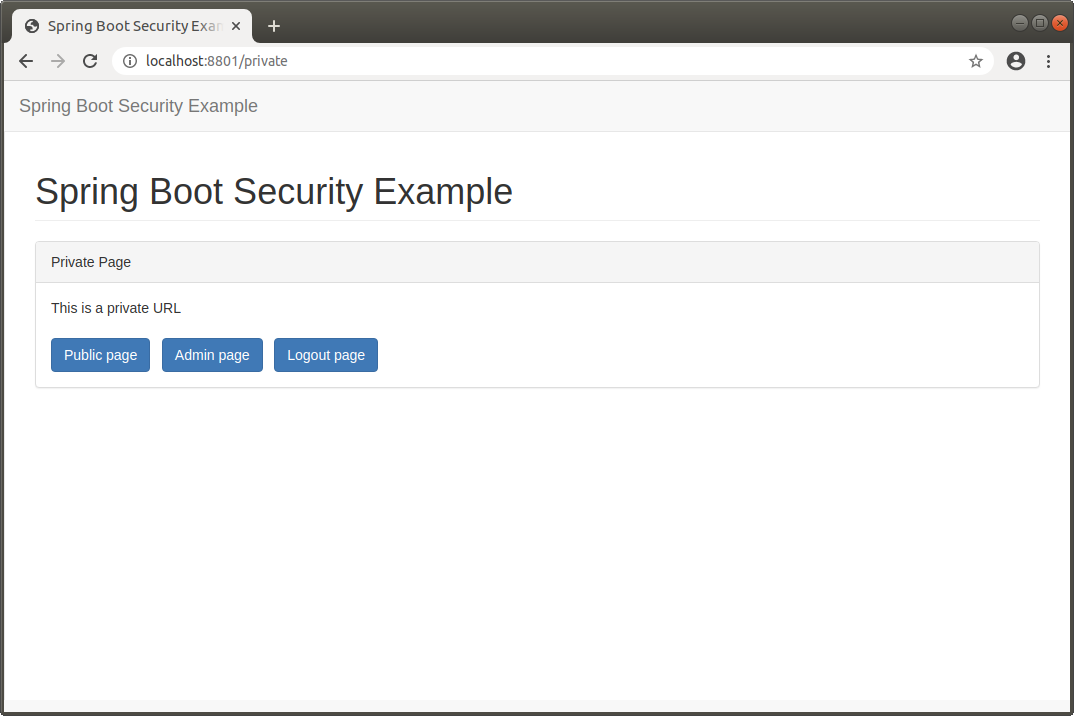 Spring Boot Security Exa
localhost:8801/private
Spring Boot Security Example
Spring Boot Security Example
Private Page
This is a private URL
Public page Admin page Logout page